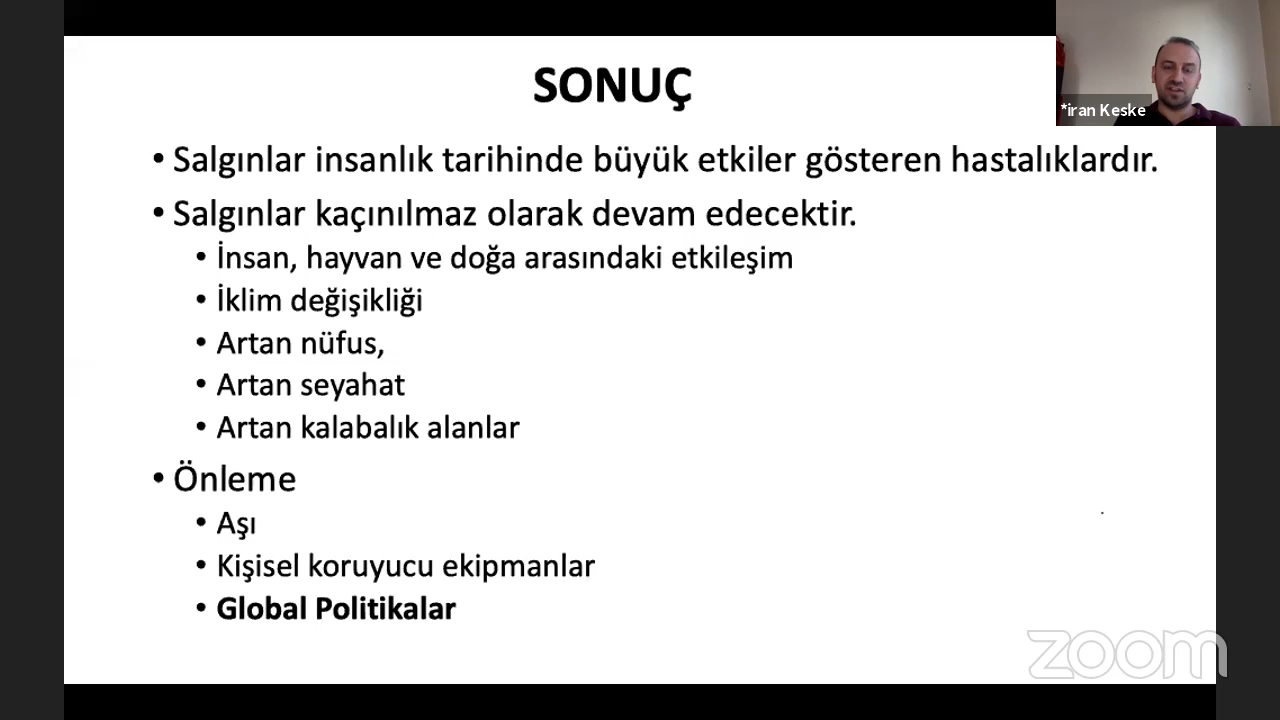 SONUÇ
*iran Keske
• Salgınlar insanlık tarihinde büyük etkiler gösteren hastalıklardır.
• Salgınlar kaçınılmaz olarak devam edecektir.
• İnsan, hayvan ve doğa arasındaki etkileşim
• İklim değişikliği
• Artan nüfus,
• Artan seyahat
• Artan kalabalık alanlar
• Önleme
• Aşı
• Kişisel koruyucu ekipmanlar
• Global Politikalar
zoom